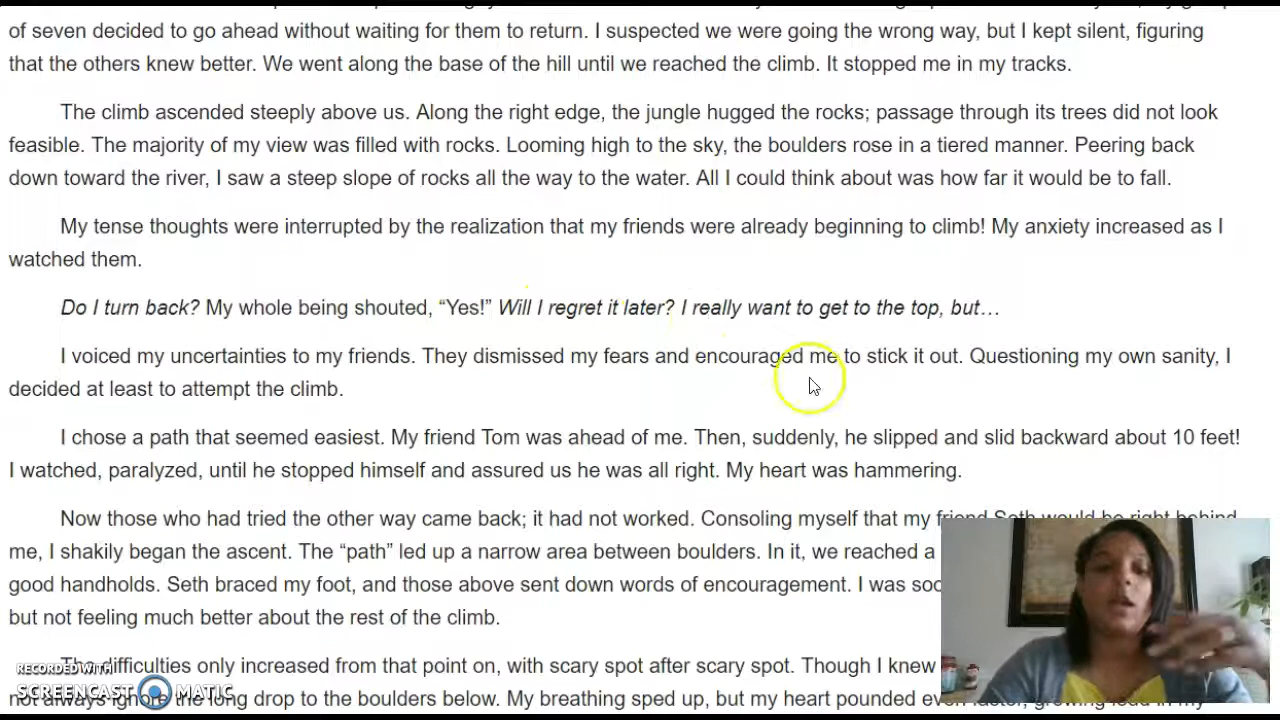 of seven decided to go ahead without waiting for them to return. I suspected we were going the wrong way, but I kept silent, figuring
that the others knew better. We went along the base of the hill until we reached the climb. It stopped me in my tracks.
The climb ascended steeply above us. Along the right edge, the jungle hugged the rocks; passage through its trees did not look
feasible. The majority of my view was filled with rocks. Looming high to the sky, the boulders rose in a tiered manner. Peering back
down toward the river, I saw a steep slope of rocks all the way to the water. All I could think about was how far it would be to fall.
My tense thoughts were interrupted by the realization that my friends were already beginning to climb! My anxiety increased as I
watched them.
Do I turn back? My whole being shouted, “Yes!” Will I regret it later? I really want to get to the top, but…
I voiced my uncertainties to my friends. They dismissed my fears and encouraged me to stick it out. Questioning my own sanity, I
decided at least to attempt the climb.
I chose a path that seemed easiest. My friend Tom was ahead of me. Then, suddenly, he slipped and slid backward about 10 feet!
I watched, paralyzed, until he stopped himself and assured us he was all right. My heart was hammering.
Now those who had tried the other way came back; it had not worked. Consoling myself that my friend Seth would be right behind
me, I shakily began the ascent. The “path” led up a narrow area between boulders. In it, we reached a
good handholds. Seth braced my foot, and those above sent down words of encouragement. I was
but not feeling much better about the rest of the climb.
RECORDED WITH
The difficulties only increased from that point on, with scary spot after scary spot. Though I knew
SCREENCAST MATIC
not always ignore the long drop to the boulders below. My breathing sped up, but my heart pounded even faster, growing loud in my